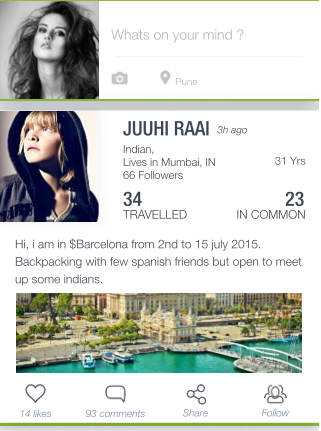 Whats on your mind ?
Pune
JUUHI RAAI 3h ago
Indian,
Lives in Mumbai, IN 31 Yrs
66 Followers
34 23
TRAVELLED IN COMMON
Hi, i am in $Barcelona from 2nd to 15 july 2015.
Backpacking with few spanish friends but open to meet
up some indians.
14 likes 93 comments Share Follow